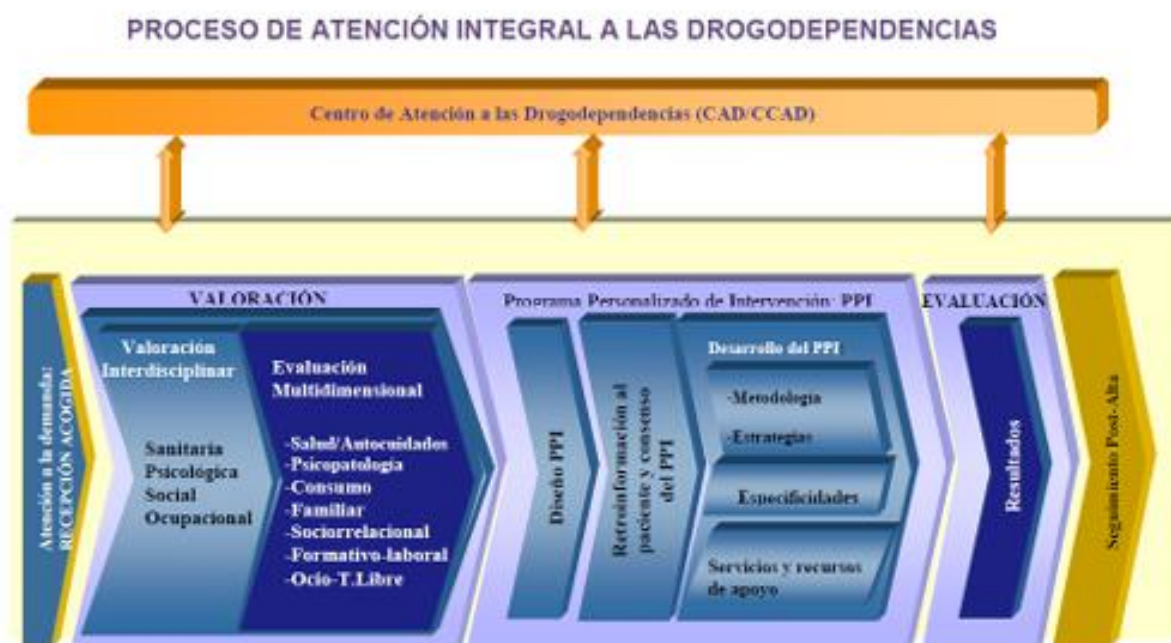 PROCESO DE ATENCIÓN INTEGRAL A LAS DROGODEPENDENCIAS
Centro de Atención a las Drogodependencias (CAD/CCAD)
Atención a la demanda:
RECEPCIÓN ACOGIDA
VALORACIÓN
Valoración
Interdisciplinar
Sanitaria
Psicológica
Social
Ocupacional
Evaluación
Multidimensional
-Salud/Autocuidados
-Psicopatología
-Consumo
-Familiar
-Sociorrelacional
-Formativo-laboral
-Ocio-T.Libre
Programa Personalizado de Intervención: PPI
Diseño PPI
Retroinformación al
paciente y consenso
del PPI
Desarrollo del PPI:
-Metodología
-Estrategias
Especificidades
Servicios y recursos
de apoyo
EVALUACIÓN
Resultados
Seguimiento Post-Alta